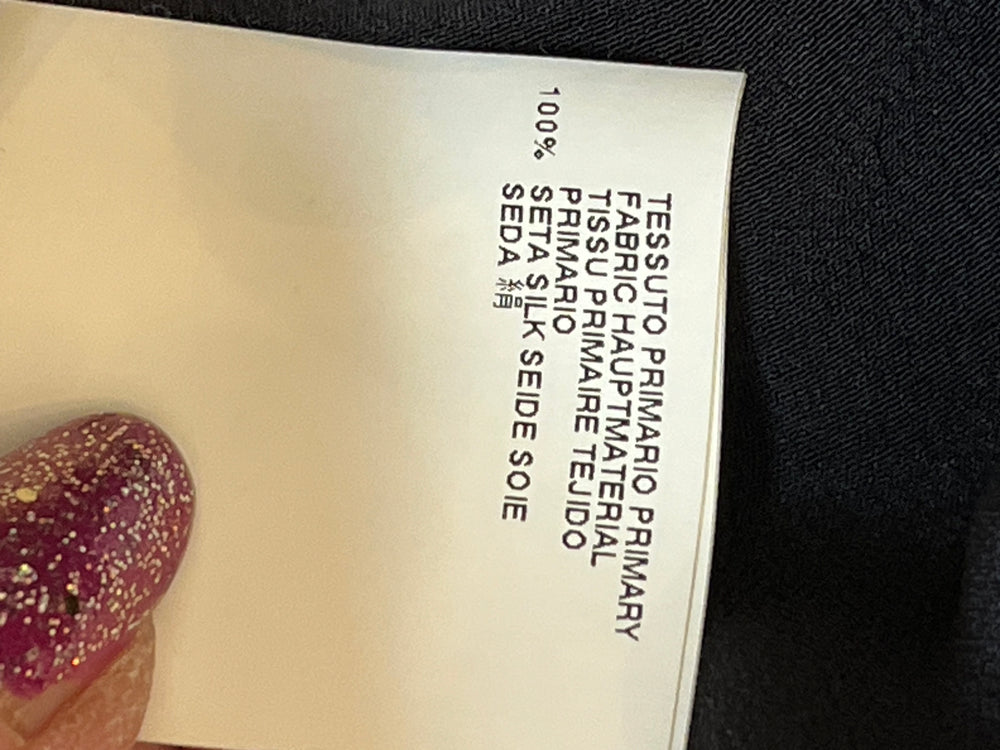 TESSUTO PRIMARIO PRIMARY
FABRIC HAUPTMATERIAL
TISSU PRIMAIRE TEJIDO
PRIMARIO
100% SETA SILK SEIDE SOIE
SEDA 絹